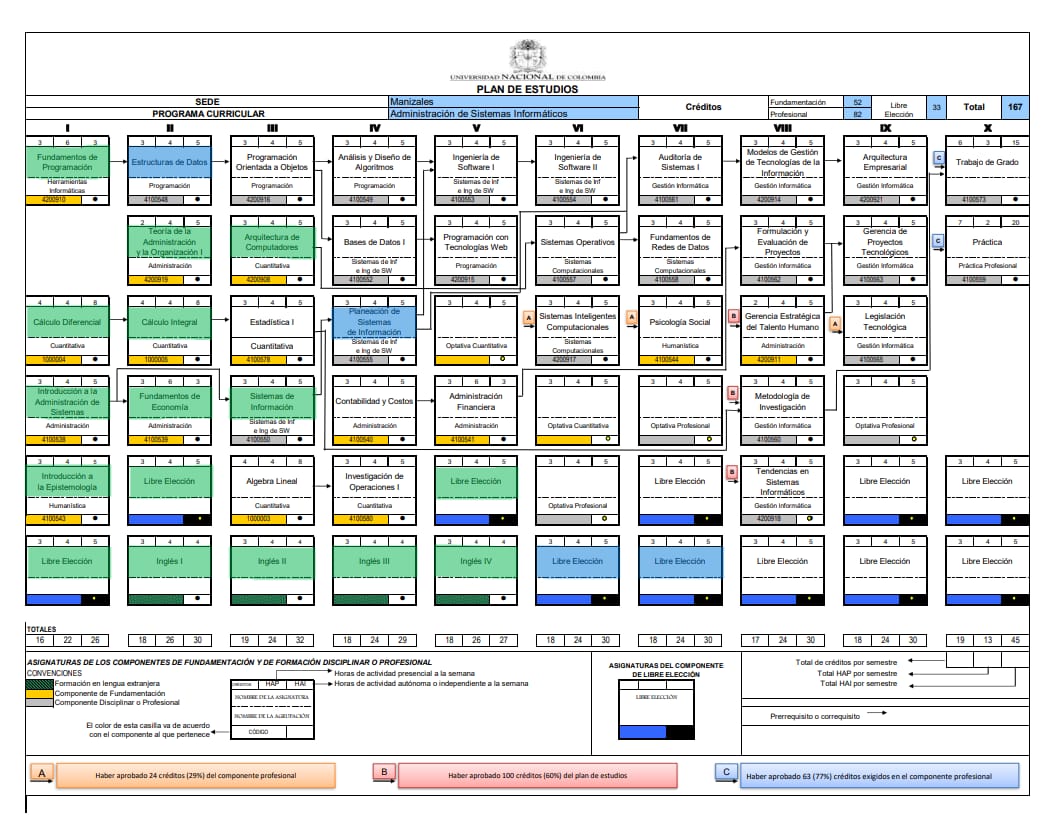 UNIVERSIDAD NACIONAL DE COLOMBIA
PLAN DE ESTUDIOS
SEDE
Manizales
PROGRAMA CURRICULAR
Administración de Sistemas Informáticos
Créditos
Fundamentación 52
Profesional 82
Libre
Elección
33
Total 167
I II III IV V VI VII VIII IX X
3 6 3
Fundamentos de
Programación
Herramientas
Informáticas
4200910
3 4 5
Estructuras de Datos
Programación
4100548
3 4 5
Programación
Orientada a Objetos
Programación
4200916
3 4 5
Análisis y Diseño de
Algoritmos
Programación
4100549
3 4 5
Ingeniería de
Software I
Sistemas de Inf
e Ing de SW
4100553
3 4 5
Ingeniería de
Software II
Sistemas de Inf
e Ing de SW
4100554
3 4 5
Auditoría de
Sistemas I
Gestión Informática
4100561
3 4 5
Modelos de Gestión
de Tecnologías de la
Información
Gestión Informática
4200914
3 4 5
Arquitectura
Empresarial
Gestión Informática
4200921
C
6 3 15
Trabajo de Grado
4100573
2 4 5
Teoría de la
Administración
y la Organización I
Administración
4200919
3 4 5
Arquitectura de
Computadores
Cuantitativa
4200908
3 4 5
Bases de Datos I
Sistemas de Inf
e Ing de SW
4100552
3 4 5
Programación con
Tecnologías Web
Programación
4200915
3 4 5
Sistemas Operativos
Sistemas
Computacionales
4100557
3 4 5
Fundamentos de
Redes de Datos
Sistemas
Computacionales
4100558
3 4 5
Formulación y
Evaluación de
Proyectos
Gestión Informática
4100562
3 4 5
Gerencia de
Proyectos
Tecnológicos
Gestión Informática
4100563
C
7 2 20
Práctica
Práctica Profesional
4100559
4 4 8
Cálculo Diferencial
Cuantitativa
1000004
4 4 8
Cálculo Integral
Cuantitativa
1000005
3 4 5
Estadística I
Cuantitativa
4100578
3 4 5
Planeación de
Sistemas
de Información
Sistemas de Inf
e Ing de SW
4100555
3 4 5
Optativa Cuantitativa
A
3 4 5
Sistemas Inteligentes
Computacionales
Sistemas
Computacionales
4200917
A
3 4 5
Psicología Social
Humanística
4100544
B
2 4 5
Gerencia Estratégica
del Talento Humano
Administración
4200911
A
3 4 5
Legislación
Tecnológica
Gestión Informática
4100565
3 4 5
Introducción a la
Administración de
Sistemas
Administración
4100538
3 6 3
Fundamentos de
Economía
Administración
4100539
3 4 5
Sistemas de
Información
Sistemas de Inf
e Ing de SW
4100550
3 4 5
Contabilidad y Costos
Administración
4100540
3 6 3
Administración
Financiera
Administración
4100541
3 4 5
Optativa Cuantitativa
3 4 5
Optativa Profesional
B
3 4 5
Metodología de
Investigación
Gestión Informática
4100560
3 4 5
Optativa Profesional
3 4 5
Introducción a
la Epistemología
Humanística
4100543
3 4 5
Libre Elección
4 4 8
Algebra Lineal
Cuantitativa
1000003
3 4 5
Investigación de
Operaciones I
Cuantitativa
4100580
3 4 5
Libre Elección
3 4 5
Optativa Profesional
3 4 5
Libre Elección
B
3 4 5
Tendencias en
Sistemas
Informáticos
Gestión Informática
4200918
3 4 5
Libre Elección
3 4 5
Libre Elección
3 4 5
Libre Elección
3 4 4
Inglés I
3 4 4
Inglés II
3 4 4
Inglés III
3 4 4
Inglés IV
3 4 5
Libre Elección
3 4 5
Libre Elección
3 4 5
Libre Elección
3 4 5
Libre Elección
3 4 5
Libre Elección
TOTALES
16 22 26 18 26 30 19 24 32 18 24 29 18 26 27 18 24 30 18 24 30 17 24 30 18 24 30 19 13 45
ASIGNATURAS DE LOS COMPONENTES DE FUNDAMENTACIÓN Y DE FORMACIÓN DISCIPLINAR O PROFESIONAL
CONVENCIONES
Formación en lengua extranjera
Componente de Fundamentación
Componente Disciplinar o Profesional
El color de esta casilla va de acuerdo
con el componente al que pertenece
HAP HAI
NOMBRE DE LA ASIGNATURA
NOMBRE DE LA AGRUPACIÓN
CÓDIGO
Horas de actividad presencial a la semana
Horas de actividad autónoma o independiente a la semana
ASIGNATURAS DEL COMPONENTE
DE LIBRE ELECCIÓN
LIBRE ELECCIÓN
Total de créditos por semestre
Total HAP por semestre
Total HAI por semestre
Prerrequisito o correquisito
A Haber aprobado 24 créditos (29%) del componente profesional
B Haber aprobado 100 créditos (60%) del plan de estudios
C Haber aprobado 63 (77%) créditos exigidos en el componente profesional